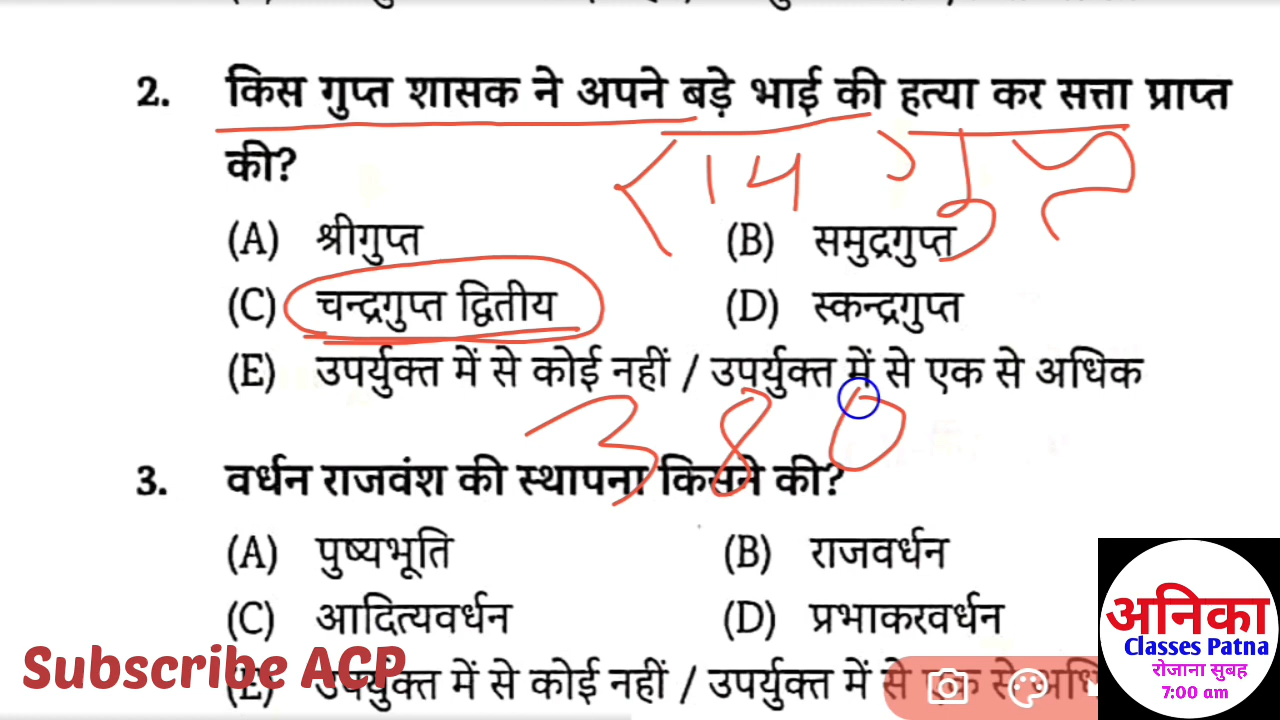 2. किस गुप्त शासक ने अपने बड़े भाई की हत्या कर सत्ता प्राप्त
की?
राम गुप्त
(A) श्रीगुप्त (B) समुद्रगुप्त
(C) चन्द्रगुप्त द्वितीय (D) स्कन्द्रगुप्त
(E) उपर्युक्त में से कोई नहीं / उपर्युक्त में से एक से अधिक
380
3. वर्धन राजवंश की स्थापना किसने की?
(A) पुष्यभूति (B) राजवर्धन
(C) आदित्यवर्धन (D) प्रभाकरवर्धन
(E) उपर्युक्त में से कोई नहीं / उपर्युक्त में से एक से
Subscribe ACP
अनिका
Classes Patna
रोजाना सुबह
7:00 am